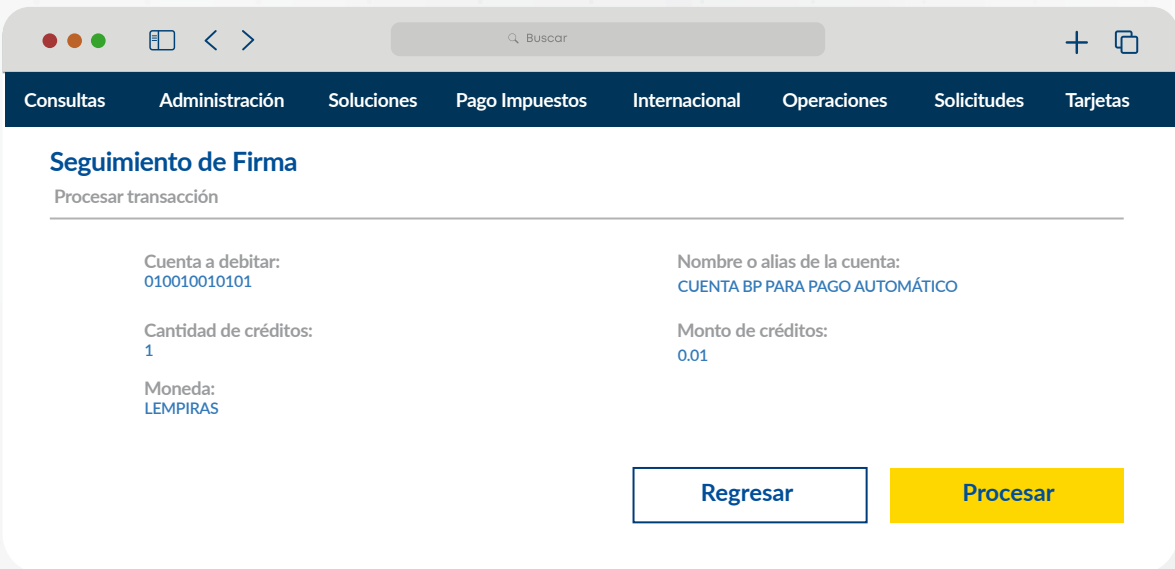 Buscar
Consultas Administración Soluciones Pago Impuestos Internacional Operaciones Solicitudes Tarjetas
Seguimiento de Firma
Procesar transacción
Cuenta a debitar:
010010010101
Nombre o alias de la cuenta:
CUENTA BP PARA PAGO AUTOMÁTICO
Cantidad de créditos:
1
Monto de créditos:
0.01
Moneda:
LEMPIRAS
Regresar
Procesar